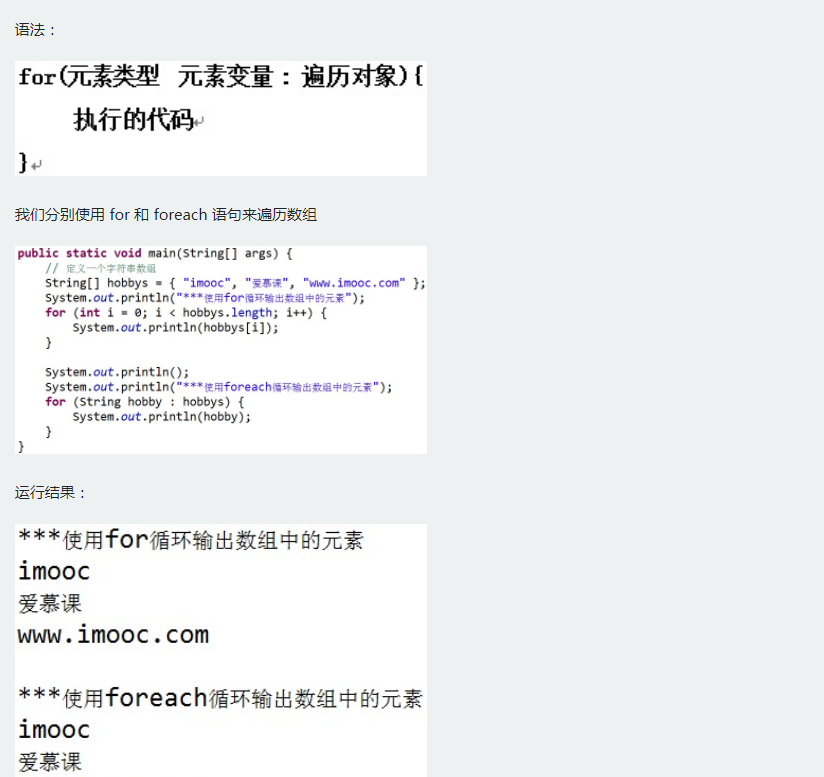 语法：
for(元素类型 元素变量：遍历对象){
执行的代码↵
}↵
我们分别使用 for 和 foreach 语句来遍历数组
public static void main(String[] args) {
// 定义一个字符串数组
String[] hobbys = { "imooc", "爱慕课", "www.imooc.com" };
System.out.println("***使用for循环输出数组中的元素");
for (int i = 0; i < hobbys.length; i++) {
System.out.println(hobbys[i]);
}
System.out.println();
System.out.println("***使用foreach循环输出数组中的元素");
for (String hobby : hobbys) {
System.out.println(hobby);
}
}
运行结果：
***使用for循环输出数组中的元素
imooc
爱慕课
www.imooc.com
***使用foreach循环输出数组中的元素
imooc
爱慕课